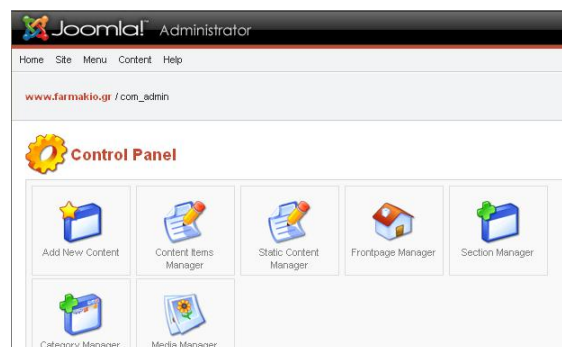 Joomla!™ Administrator
Home Site Menu Content Help
www.farmakio.gr / com_admin
Control Panel
Add New Content
Content Items Manager
Static Content Manager
Frontpage Manager
Section Manager
Category Manager
Media Manager